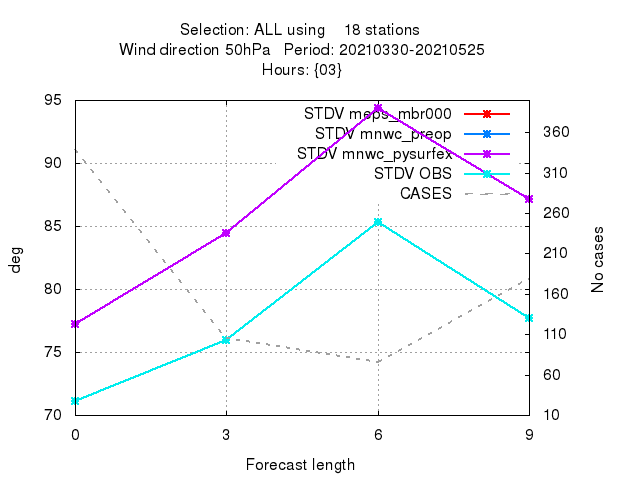 Selection: ALL using    18 stations
Wind direction 50hPa   Period: 20210330-20210525
Hours: {03}
95
90
85
80
75
70
deg
STDV meps_mbr000
STDV mnwc_preop
STDV mnwc_pysurfex
STDV OBS
CASES
360
310
260
210
160
110
60
10
No cases
0 3 6 9
Forecast length